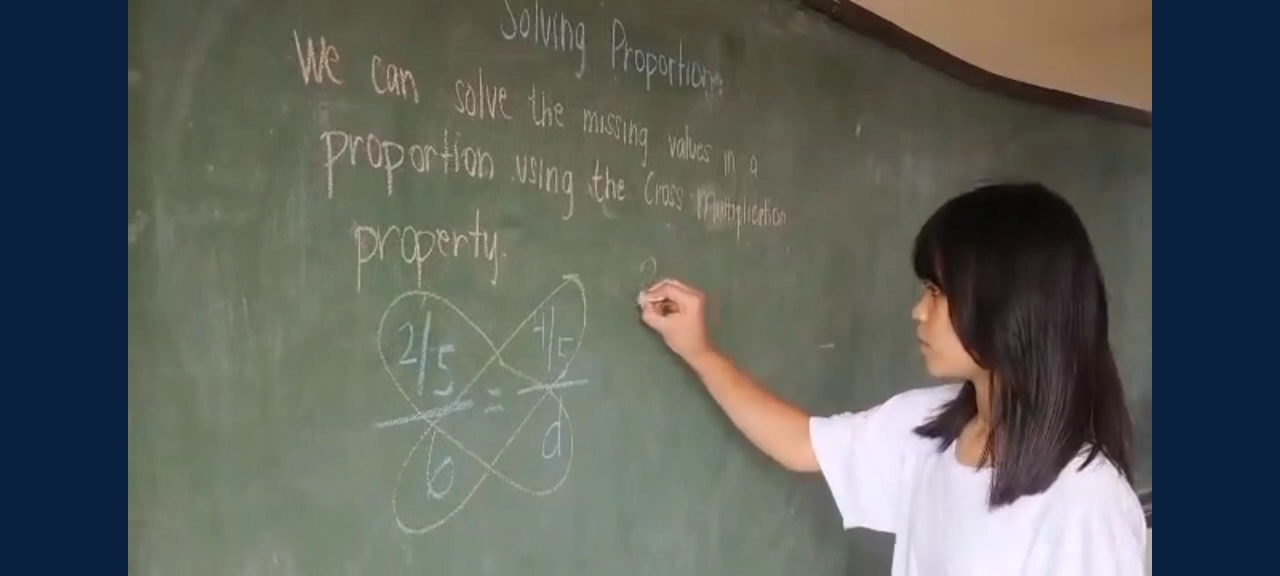 Solving Proportions
We can solve the missing values in a
proportion using the Cross Multiplication
property.
2/5 = 4/5
6 d
2